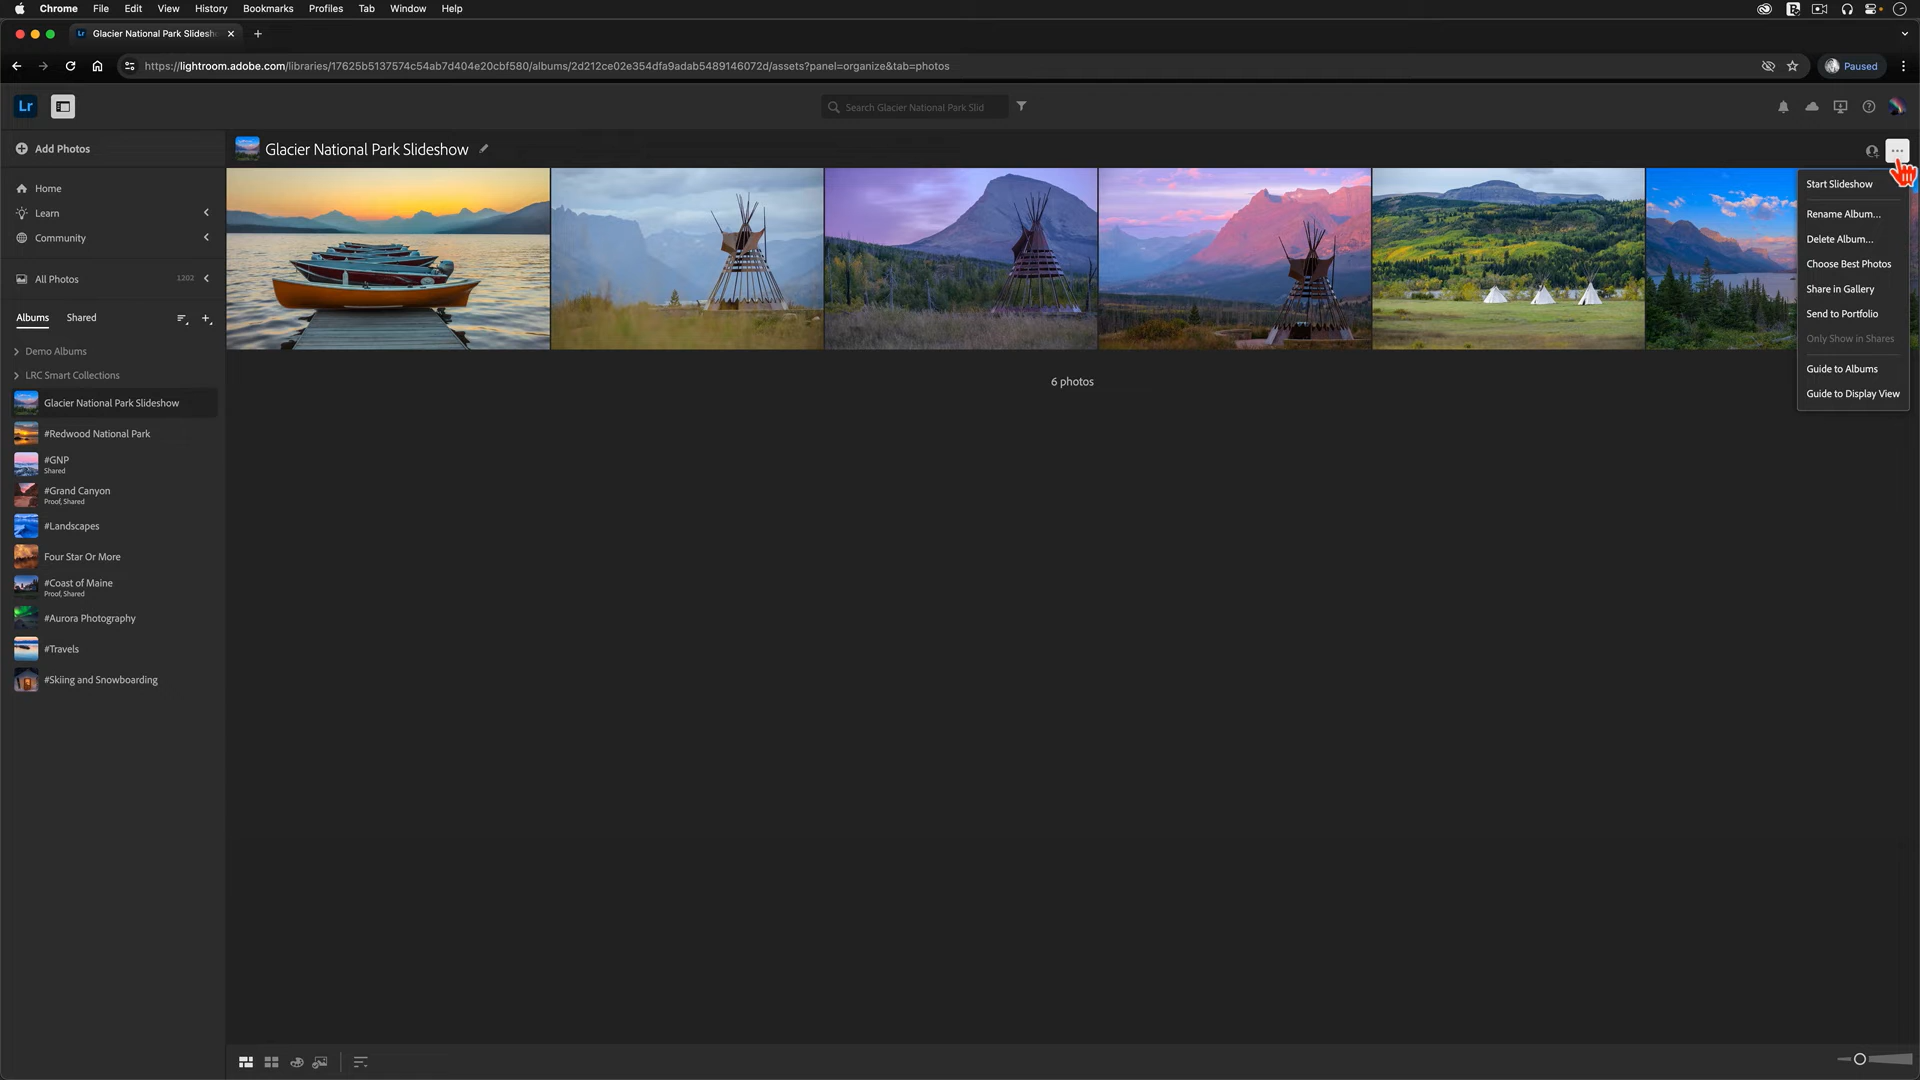 Chrome File Edit View History Bookmarks Profiles Tab Window Help
Lr Glacier National Park Slidesh
https://lightroom.adobe.com/libraries/17625b5137574c54ab7d404e20cbf580/albums/2d212ce02e354dfa9adab5489146072d/assets?panel=organize&tab=photos
Paused
Lr
Search Glacier National Park Slid
Add Photos
Glacier National Park Slideshow
Home
Learn
Community
All Photos 1202
Albums Shared
Demo Albums
LRC Smart Collections
Glacier National Park Slideshow
#Redwood National Park
#GNP
Shared
#Grand Canyon
Proof, Shared
#Landscapes
Four Star Or More
#Coast of Maine
Proof, Shared
#Aurora Photography
#Travels
#Skiing and Snowboarding
6 photos
Start Slideshow
Rename Album...
Delete Album...
Choose Best Photos
Share in Gallery
Send to Portfolio
Only Show in Shares
Guide to Albums
Guide to Display View